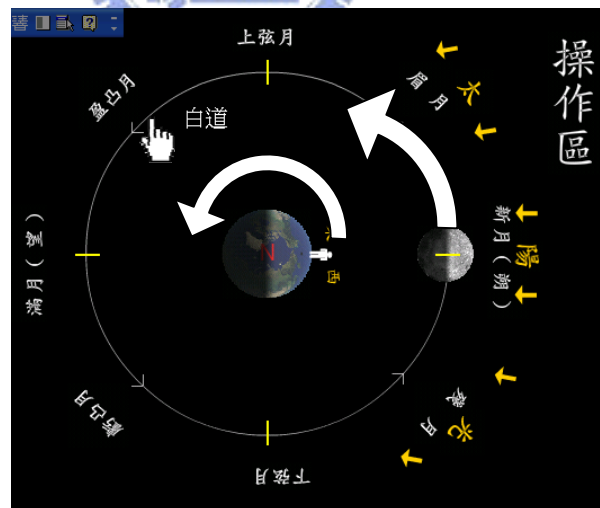 上弦月
盈凸月
白道
眉月
太
操作區
新月（朔）
陽
滿月（望）
N
西
虧凸月
殘月
光
下弦月